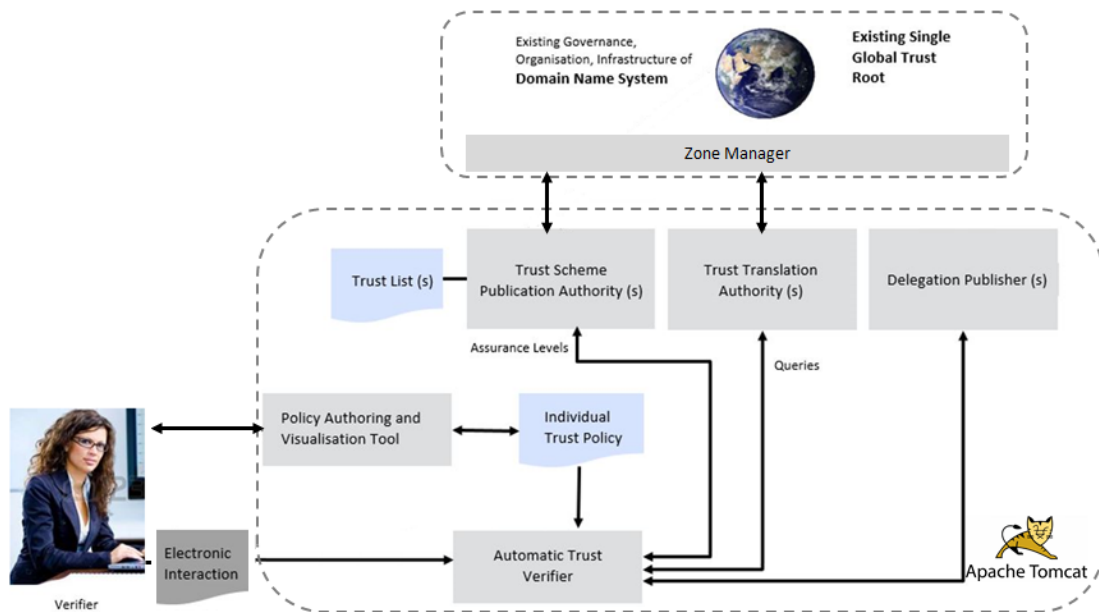 Existing Governance,
Organisation, Infrastructure of
Domain Name System
Existing Single
Global Trust
Root
Zone Manager
Trust List (s)
Trust Scheme
Publication Authority (s)
Trust Translation
Authority (s)
Delegation Publisher (s)
Assurance Levels
Queries
Policy Authoring and
Visualisation Tool
Individual
Trust Policy
Electronic
Interaction
Automatic Trust
Verifier
Apache Tomcat
Verifier